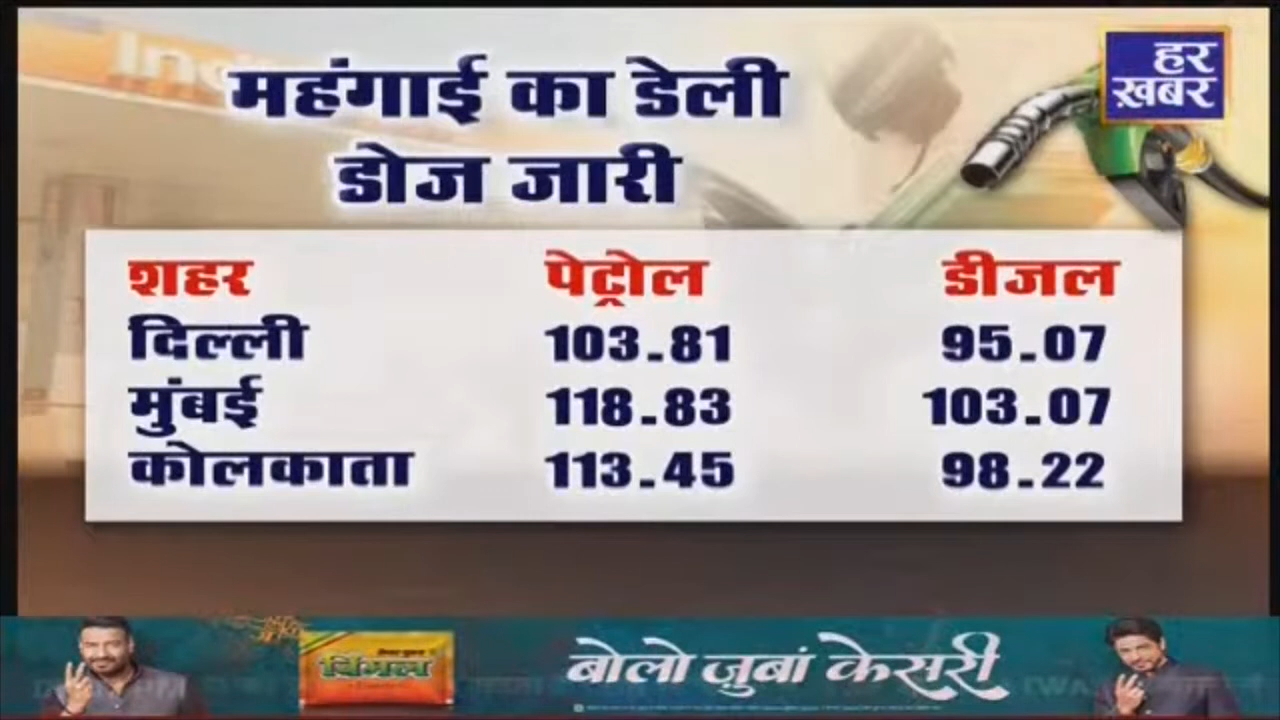 महंगाई का डेली
डोज जारी
हर
ख़बर
शहर पेट्रोल डीजल
दिल्ली 103.81 95.07
मुंबई 118.83 103.07
कोलकाता 113.45 98.22
विमल
बोलो ज़ुबां केसरी